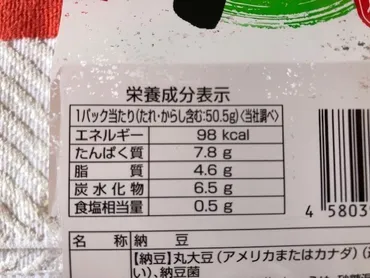 栄養成分表示
1パック当たり(たれ・からし含む:50.5g)〈当社調べ〉
エネルギー 98 kcal
たんぱく質 7.8 g
脂質 4.6 g
炭水化物 6.5 g
食塩相当量 0.5 g
4 5803
名称 納豆
【納豆】丸大豆(アメリカまたはカナダ)(
い)、納豆菌